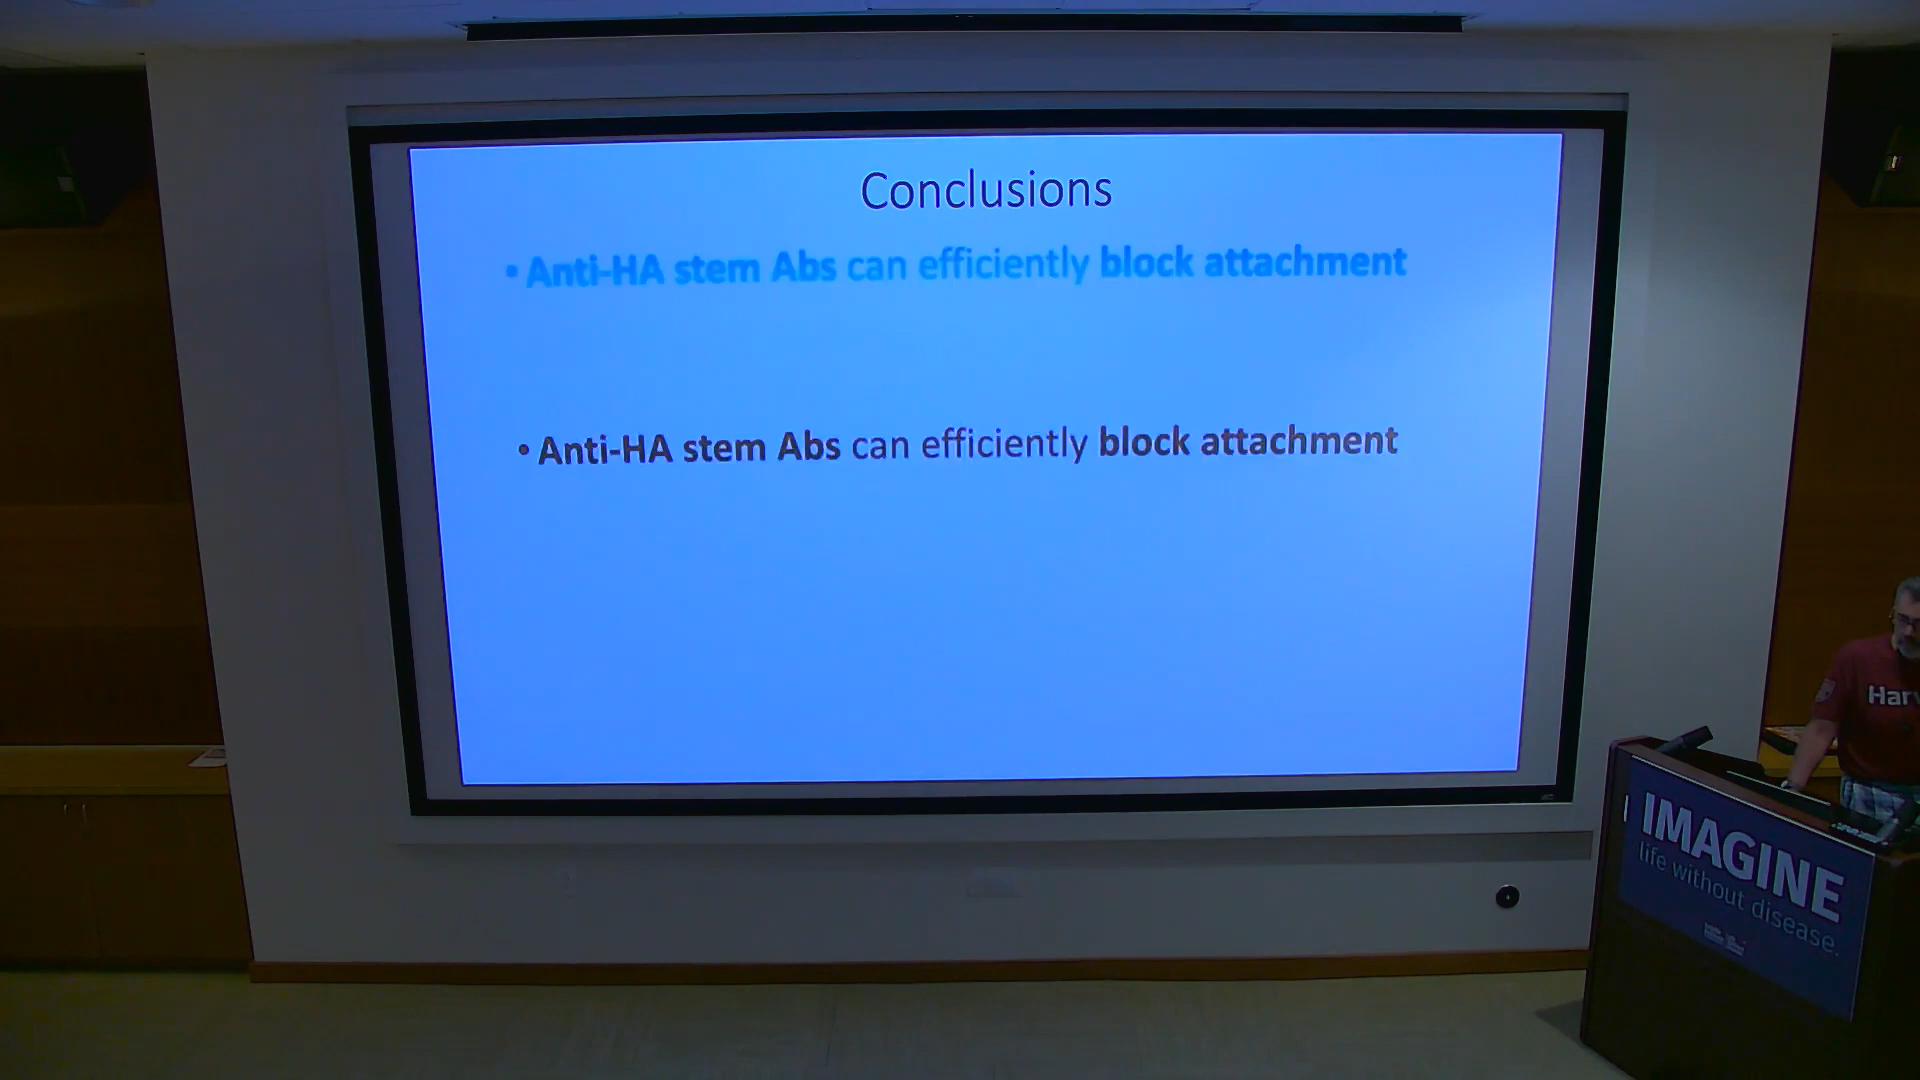 Conclusions
• Anti-HA stem Abs can efficiently block attachment
• Anti-HA stem Abs can efficiently block attachment
Har
IMAGINE
life without disease.